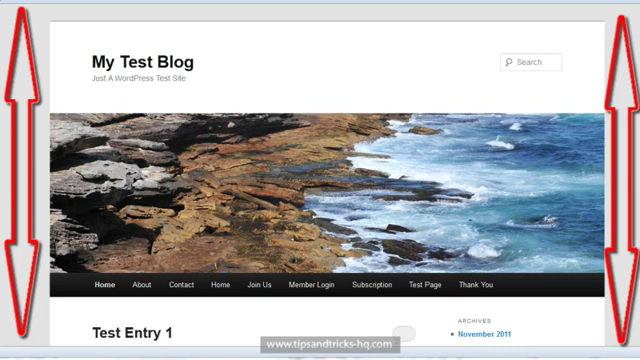 My Test Blog
Just A WordPress Test Site
Search
Home About Contact Home Join Us Member Login Subscription Test Page Thank You
ARCHIVES
November 2011
Test Entry 1
www.tipsandtricks-hq.com